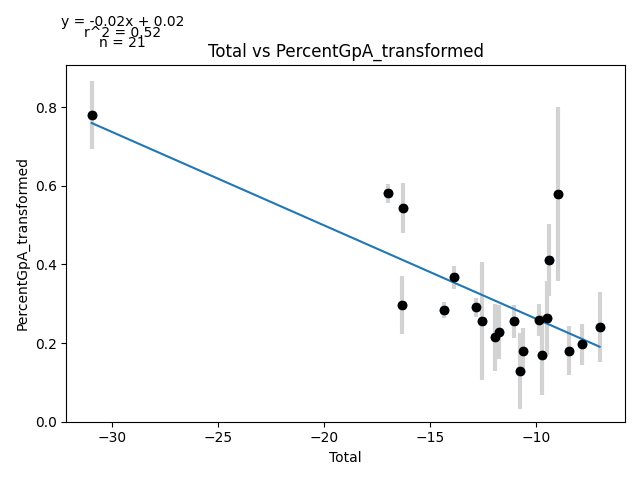 y = -0.02x + 0.02
r^2 = 0.52
n = 21
Total vs PercentGpA_transformed
PercentGpA_transformed
0.8
0.6
0.4
0.2
0.0
−30
−25
−20
−15
−10
Total